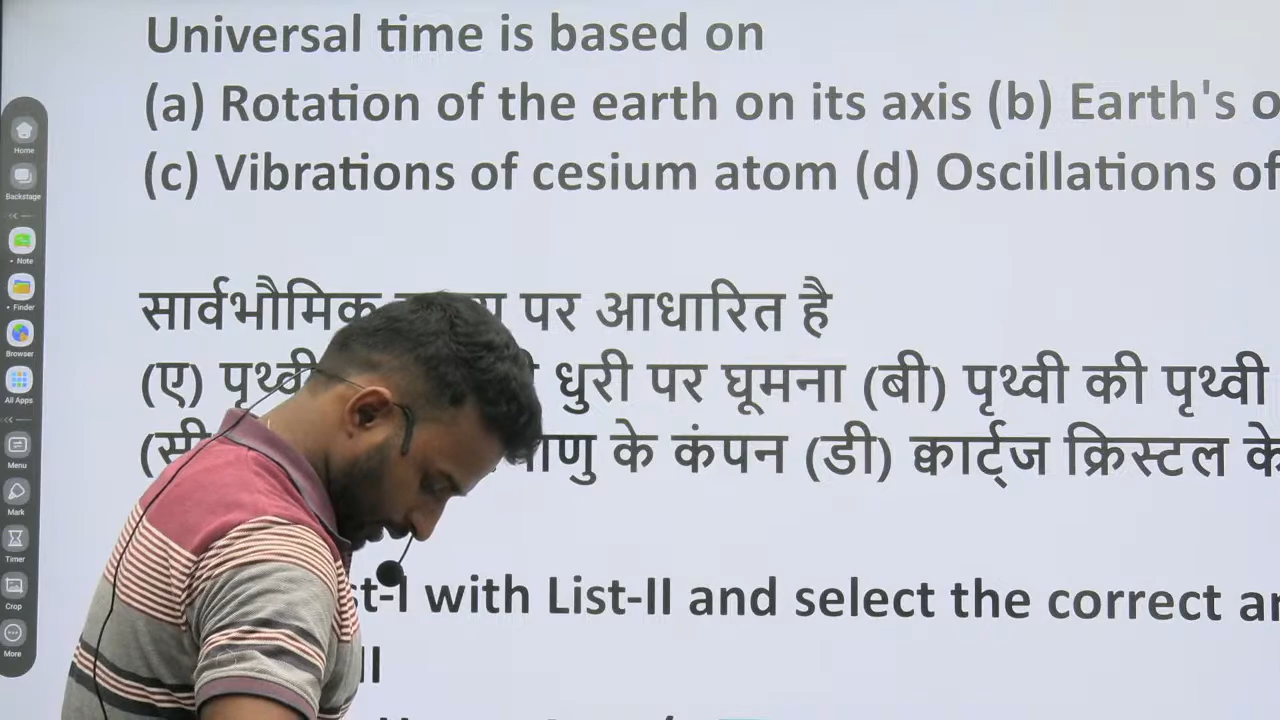 Universal time is based on
(a) Rotation of the earth on its axis (b) Earth's o
(c) Vibrations of cesium atom (d) Oscillations of
सार्वभौमिक पर आधारित है
(ए) पृथ्वी धुरी पर घूमना (बी) पृथ्वी की पृथ्वी
(सी के कंपन (डी) क्वार्ट्ज क्रिस्टल के
st-I with List-II and select the correct
II
Home
Backstage
Note
Finder
Browser
All Apps
Menu
Mark
Timer
Crop
More